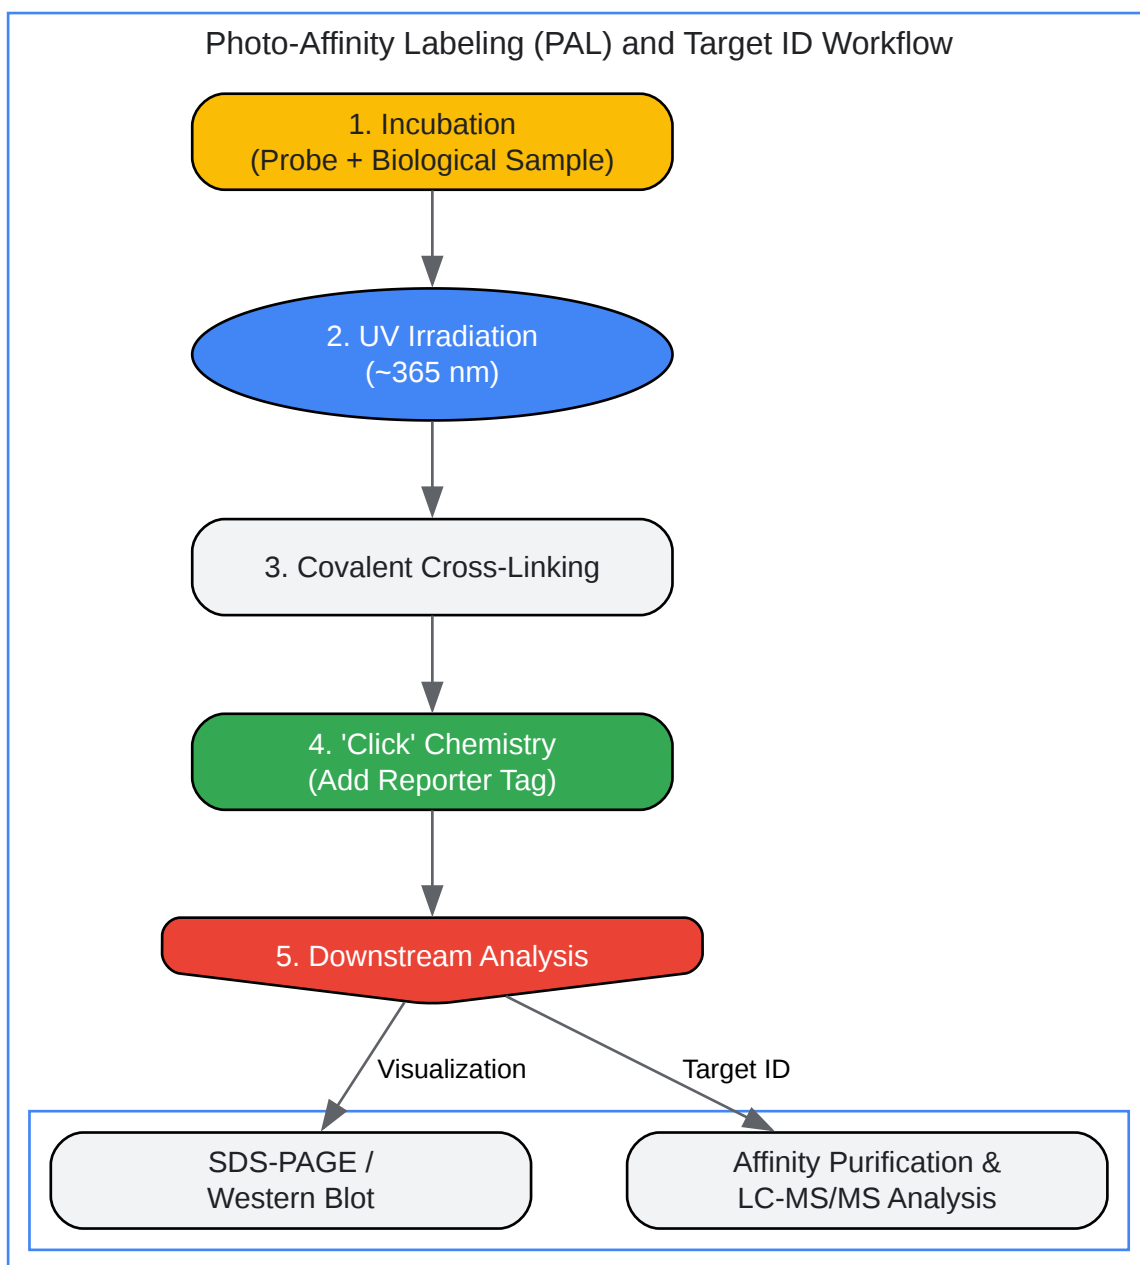 Photo-Affinity Labeling (PAL) and Target ID Workflow
1. Incubation
(Probe + Biological Sample)
2. UV Irradiation
(~365 nm)
3. Covalent Cross-Linking
4. 'Click' Chemistry
(Add Reporter Tag)
5. Downstream Analysis
Visualization
Target ID
SDS-PAGE /
Western Blot
Affinity Purification &
LC-MS/MS Analysis